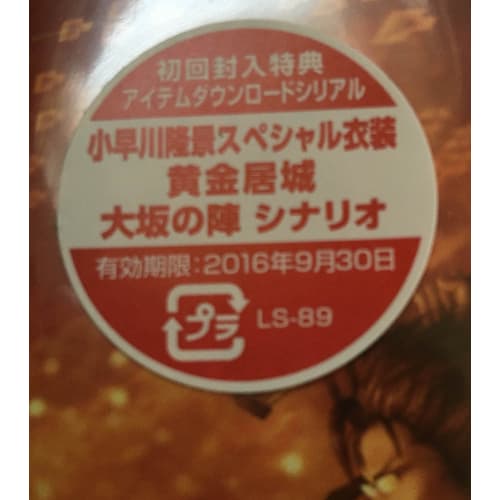 初回封入特典
アイテムダウンロードシリアル
小早川隆景スペシャル衣装
黄金居城
大坂の陣 シナリオ
有効期限:2016年9月30日
プラ LS-89